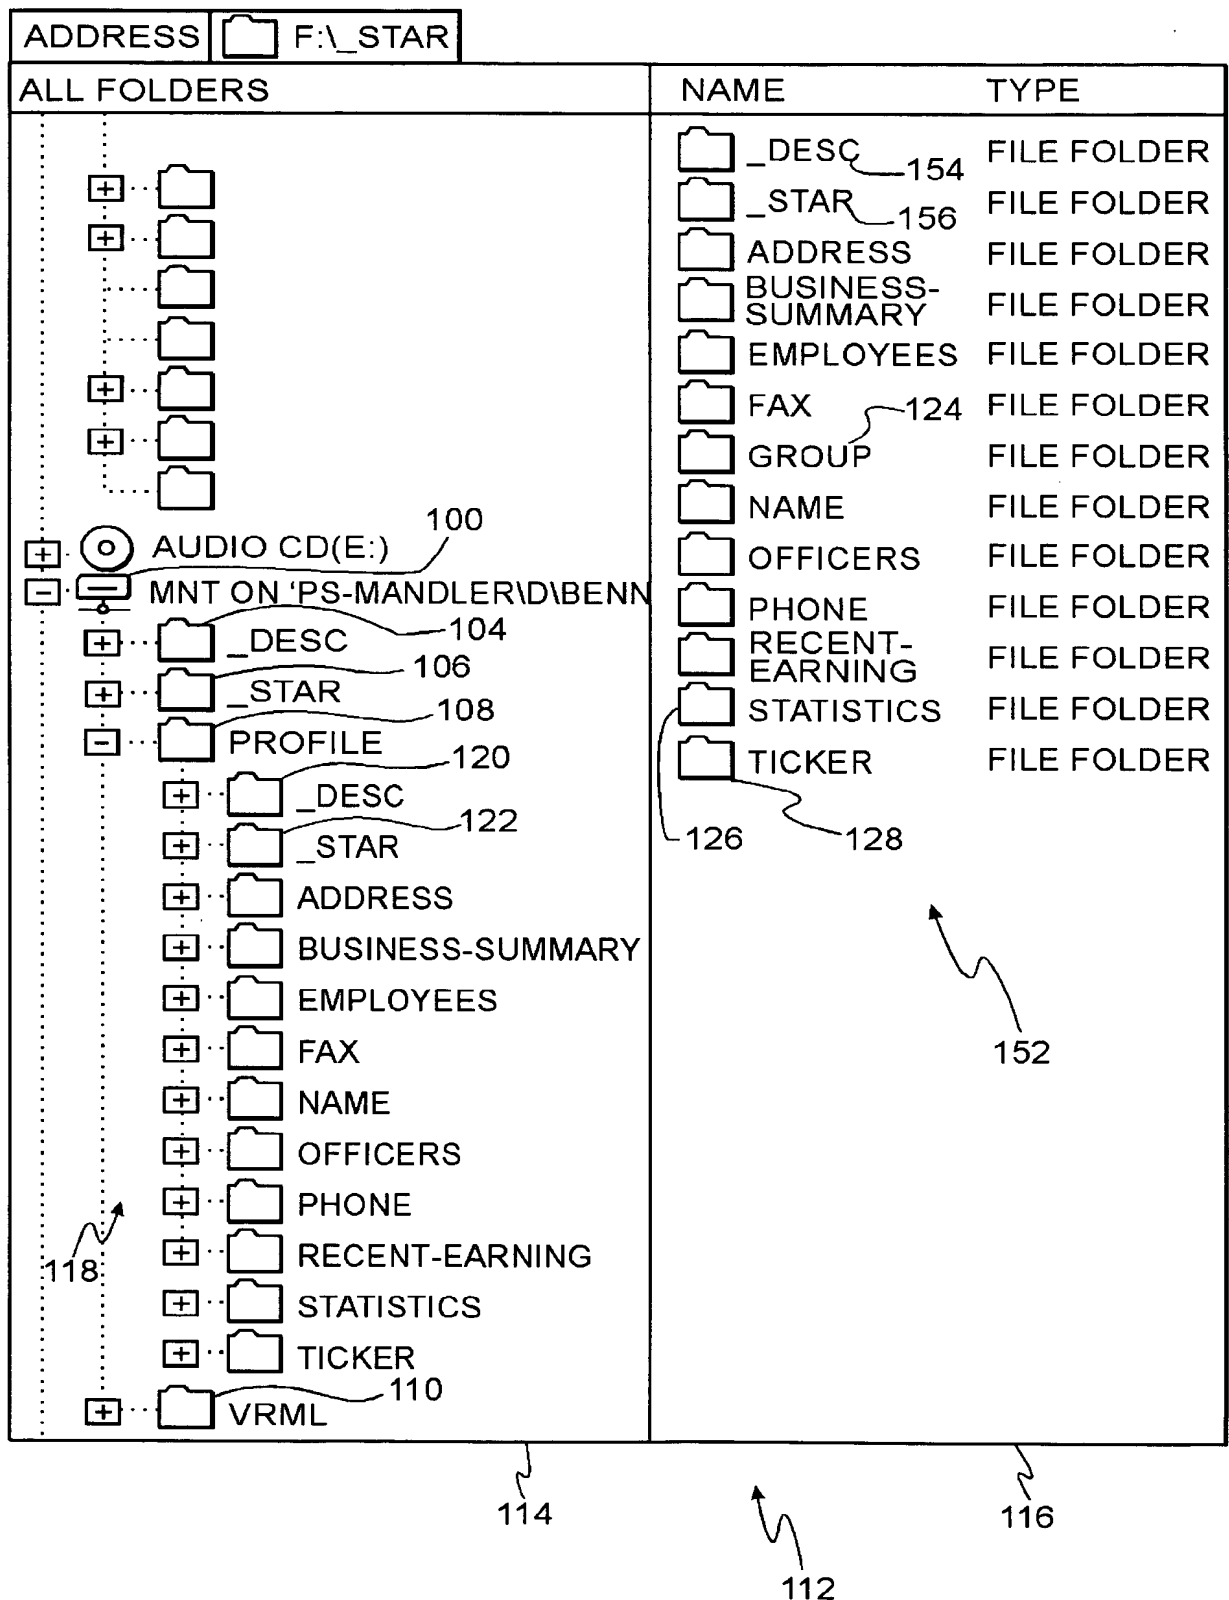 ADDRESS F:\_STAR
ALL FOLDERS
NAME TYPE
_DESC 154 FILE FOLDER
_STAR 156 FILE FOLDER
ADDRESS FILE FOLDER
BUSINESS-
SUMMARY FILE FOLDER
EMPLOYEES FILE FOLDER
FAX 124 FILE FOLDER
GROUP FILE FOLDER
NAME FILE FOLDER
OFFICERS FILE FOLDER
PHONE FILE FOLDER
RECENT-
EARNING FILE FOLDER
STATISTICS FILE FOLDER
TICKER FILE FOLDER
126 128
152
100
AUDIO CD(E:)
MNT ON 'PS-MANDLER\D\BENN
_DESC 104
106
_STAR
108
PROFILE
120
_DESC
122
_STAR
ADDRESS
BUSINESS-SUMMARY
EMPLOYEES
FAX
NAME
OFFICERS
PHONE
118
RECENT-EARNING
STATISTICS
TICKER
110
VRML
114
116
112